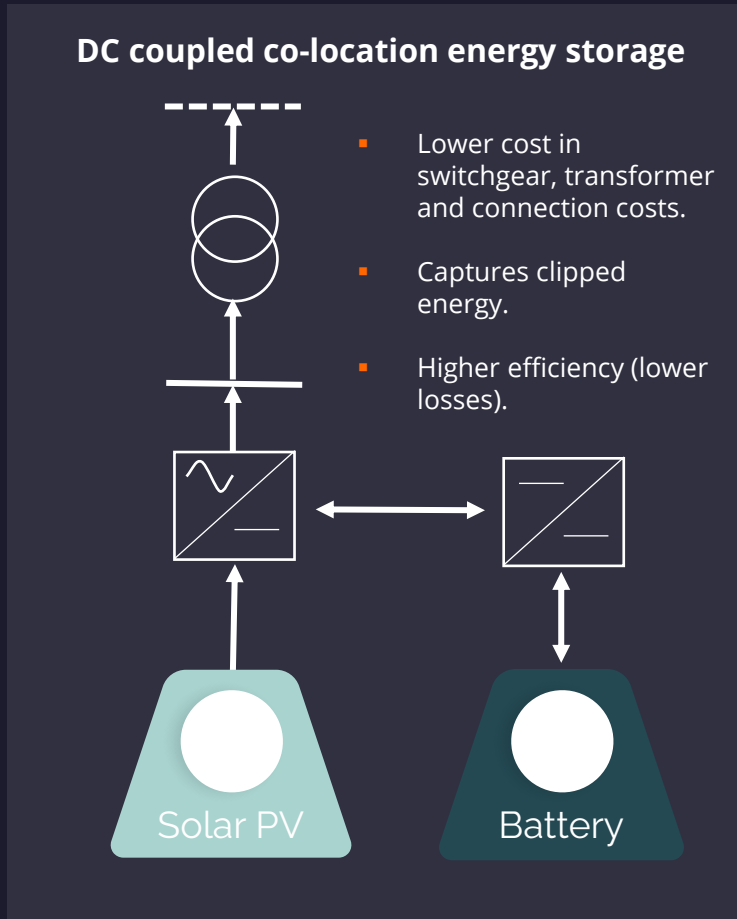 DC coupled co-location energy storage
Lower cost in
switchgear, transformer
and connection costs.
Captures clipped
energy.
Higher efficiency (lower
losses).
Solar PV
Battery